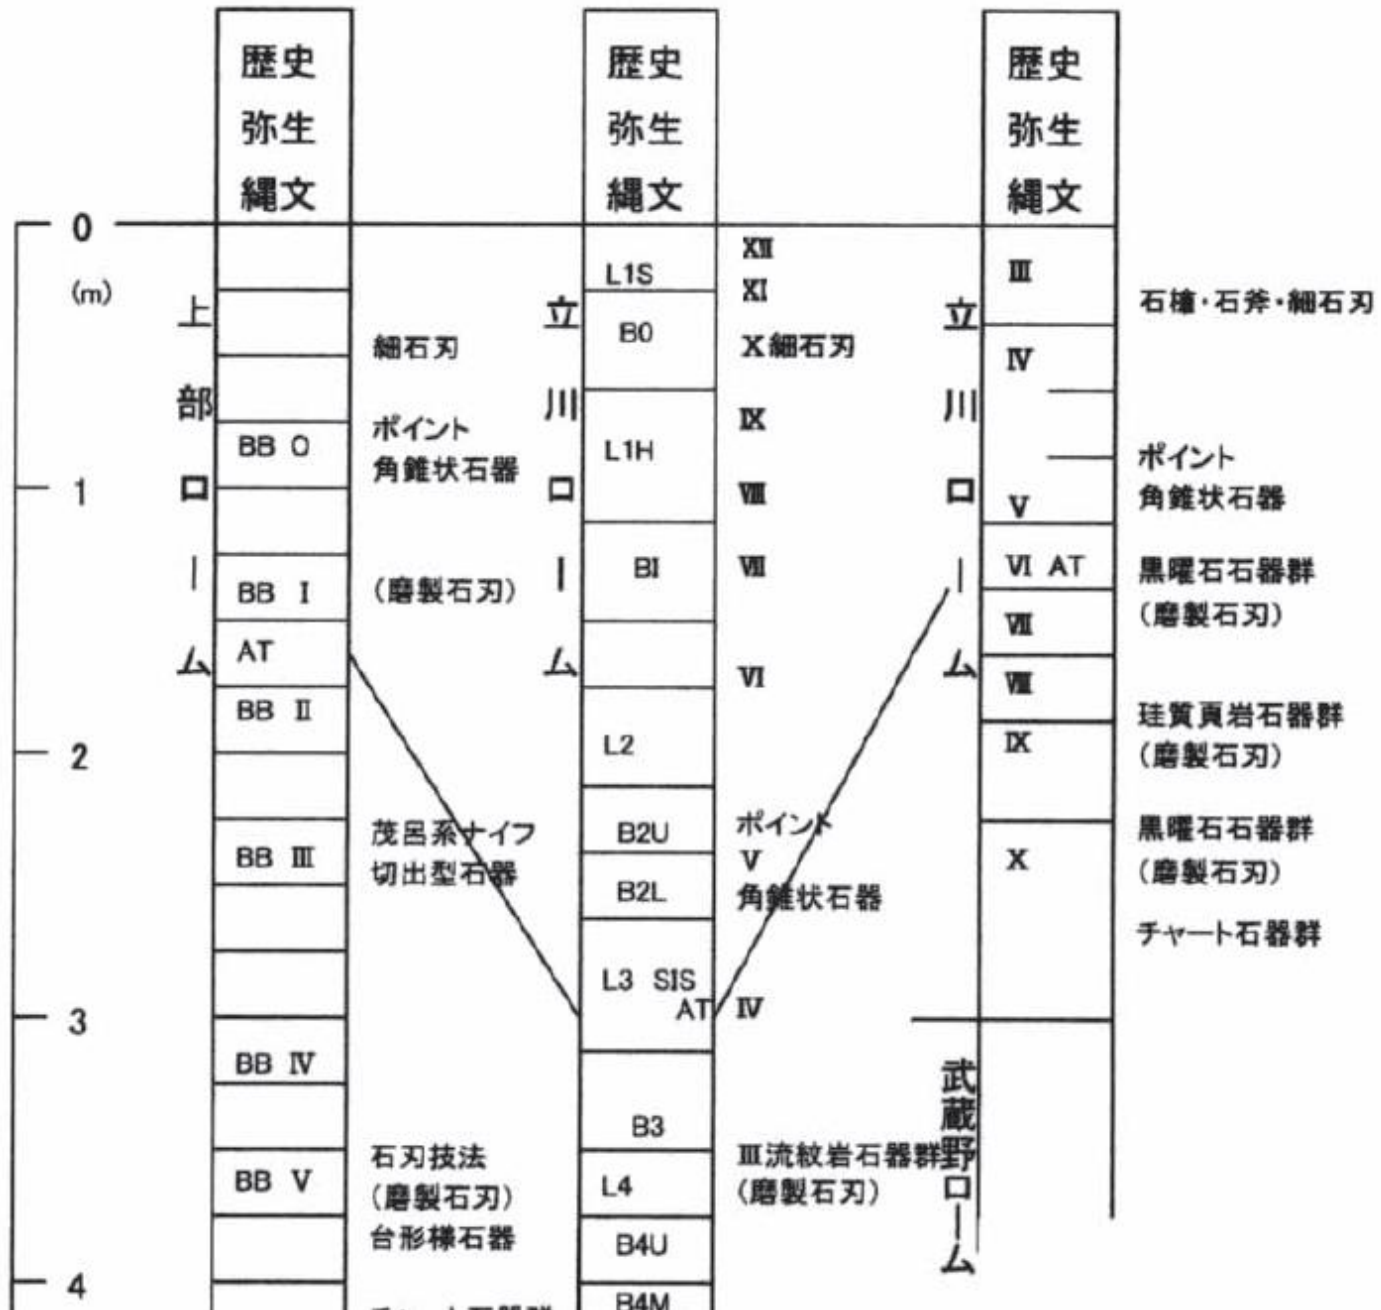 歴史
弥生
縄文
歴史
弥生
縄文
歴史
弥生
縄文
0
(m)
1
2
3
4
上部ローム
BB 0
BB I
AT
BB II
BB III
BB IV
BB V
細石刃
ポイント
角錐状石器
(磨製石刃)
茂呂系ナイフ
切出型石器
石刃技法
(磨製石刃)
台形様石器
立川ローム
L1S
B0
L1H
BI
L2
B2U
B2L
L3 SIS
AT
B3
L4
B4U
B4M
XII
XI
X細石刃
IX
VIII
VII
VI
ポイント
V
角錐状石器
IV
III流紋岩石器群
(磨製石刃)
立川ローム
武蔵野ローム
III
IV
V
VI AT
VII
VIII
IX
X
石槍・石斧・細石刃
ポイント
角錐状石器
黒曜石石器群
(磨製石刃)
珪質頁岩石器群
(磨製石刃)
黒曜石石器群
(磨製石刃)
チャート石器群